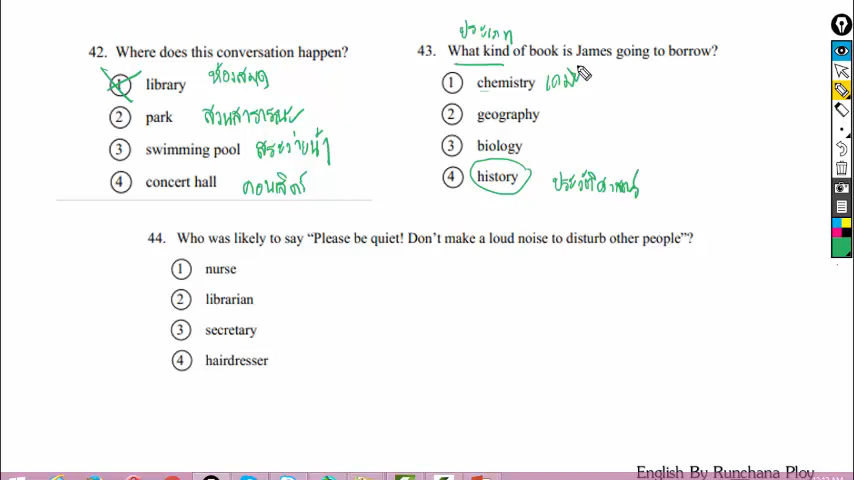 42. Where does this conversation happen?
1 library ห้องสมุด
2 park สวนสาธารณะ
3 swimming pool สระว่ายน้ำ
4 concert hall คอนเสิร์ต
ประเภท
43. What kind of book is James going to borrow?
1 chemistry เคมี
2 geography
3 biology
4 history ประวัติศาสตร์
44. Who was likely to say “Please be quiet! Don’t make a loud noise to disturb other people”?
1 nurse
2 librarian
3 secretary
4 hairdresser
English By Runchana Ploy